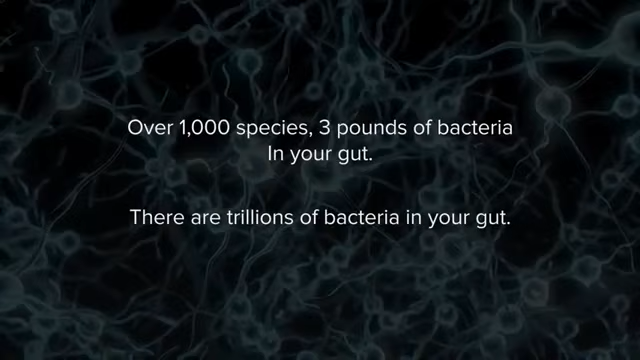 Over 1,000 species, 3 pounds of bacteria
In your gut.
There are trillions of bacteria in your gut.